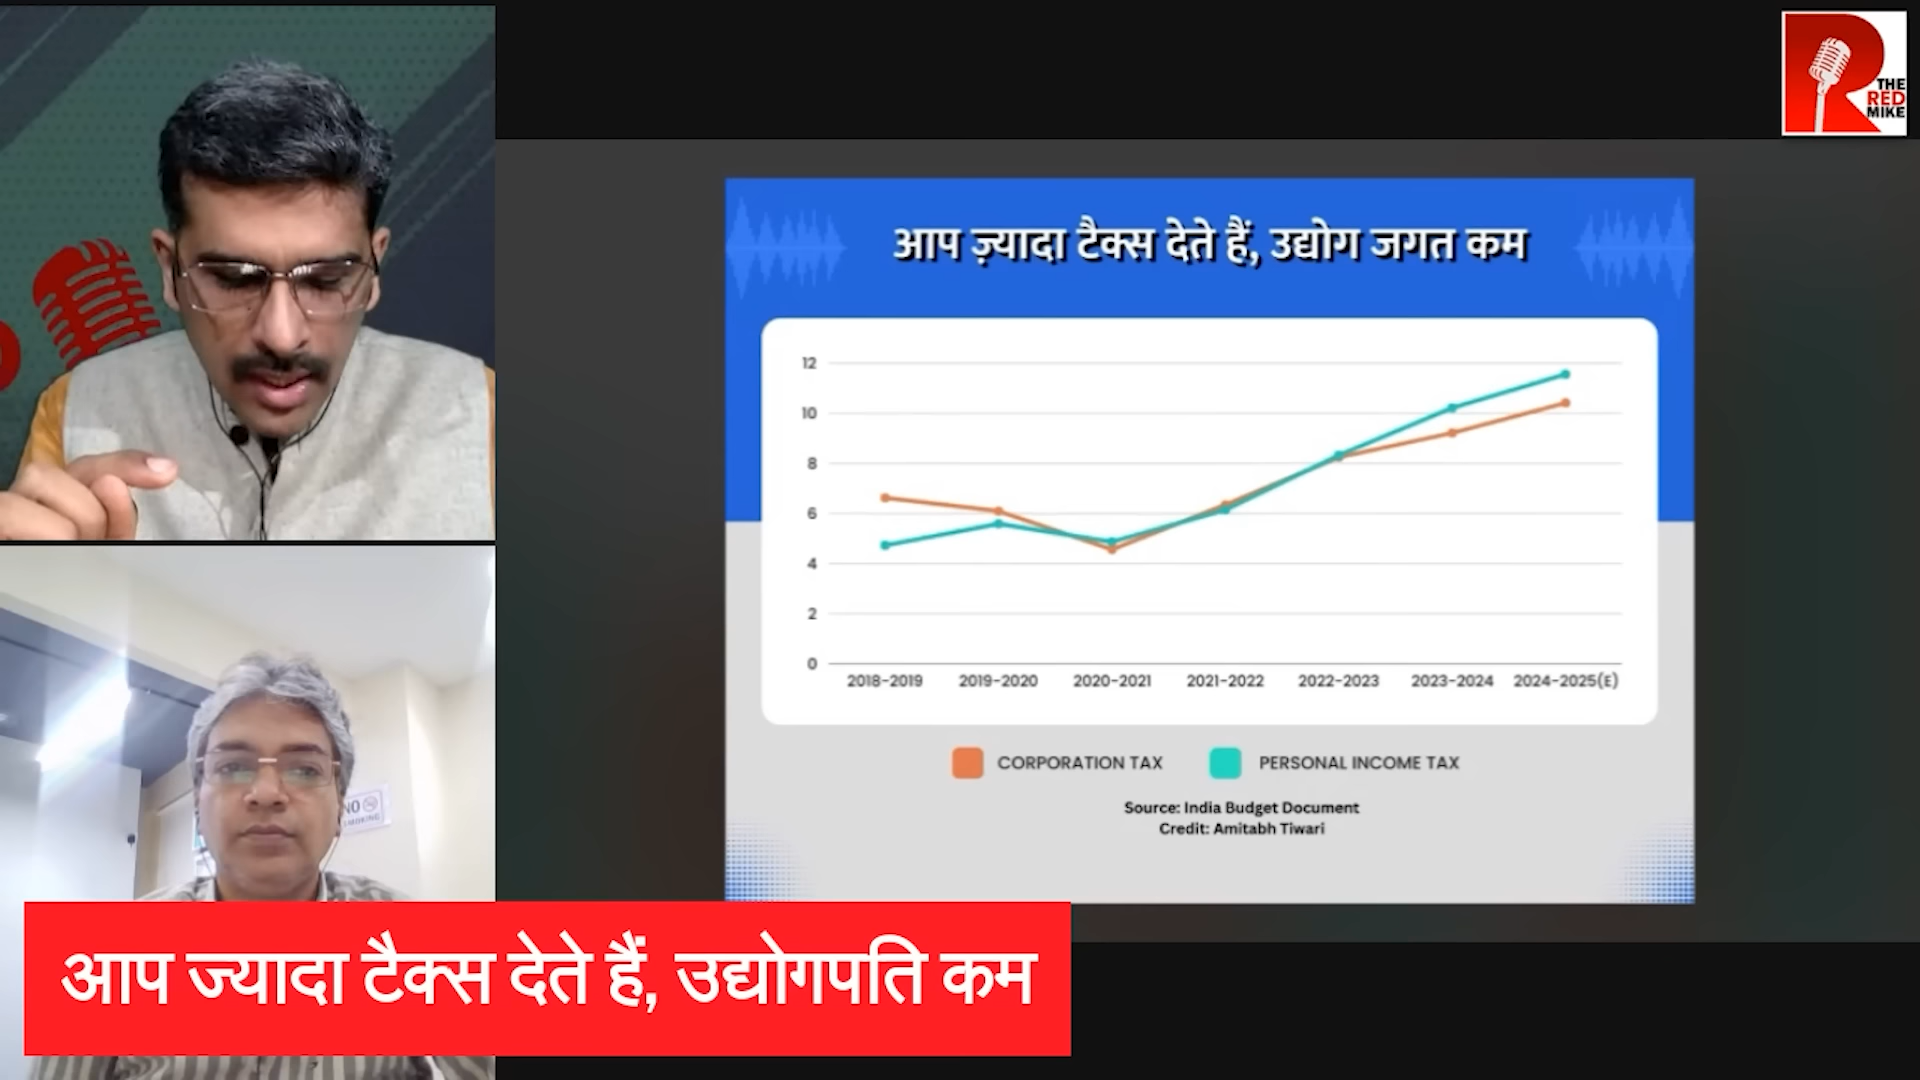 THE
RED
MIKE
आप ज़्यादा टैक्स देते हैं, उद्योग जगत कम
12
10
8
6
4
2
0
2018-2019 2019-2020 2020-2021 2021-2022 2022-2023 2023-2024 2024-2025(E)
CORPORATION TAX PERSONAL INCOME TAX
Source: India Budget Document
Credit: Amitabh Tiwari
NO
SMOKING
आप ज्यादा टैक्स देते हैं, उद्योगपति कम